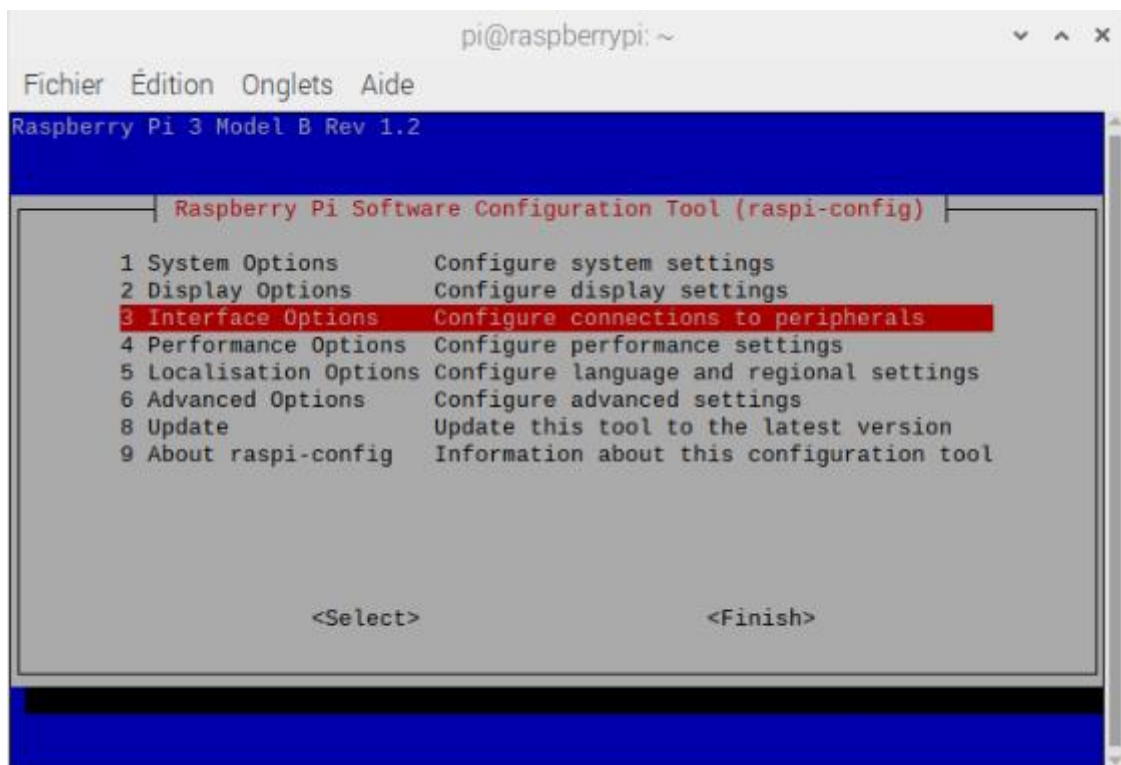 pi@raspberrypi: ~
Fichier Édition Onglets Aide
Raspberry Pi 3 Model B Rev 1.2
Raspberry Pi Software Configuration Tool (raspi-config)
1 System Options Configure system settings
2 Display Options Configure display settings
3 Interface Options Configure connections to peripherals
4 Performance Options Configure performance settings
5 Localisation Options Configure language and regional settings
6 Advanced Options Configure advanced settings
8 Update Update this tool to the latest version
9 About raspi-config Information about this configuration tool
<Select> <Finish>